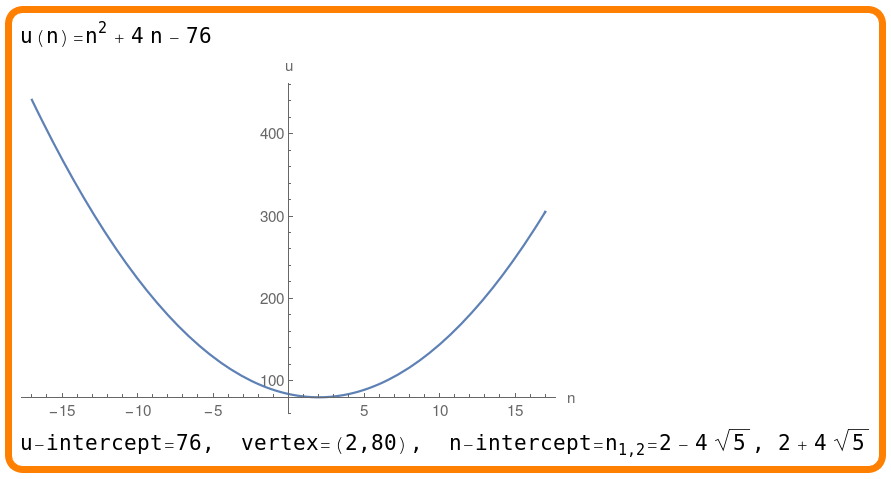 u(n)=n² + 4 n − 76
u
400
300
200
100
−15 −10 −5 5 10 15 n
u−intercept=76, vertex=(2,80), n−intercept=n₁,₂=2 − 4 √5, 2 + 4 √5